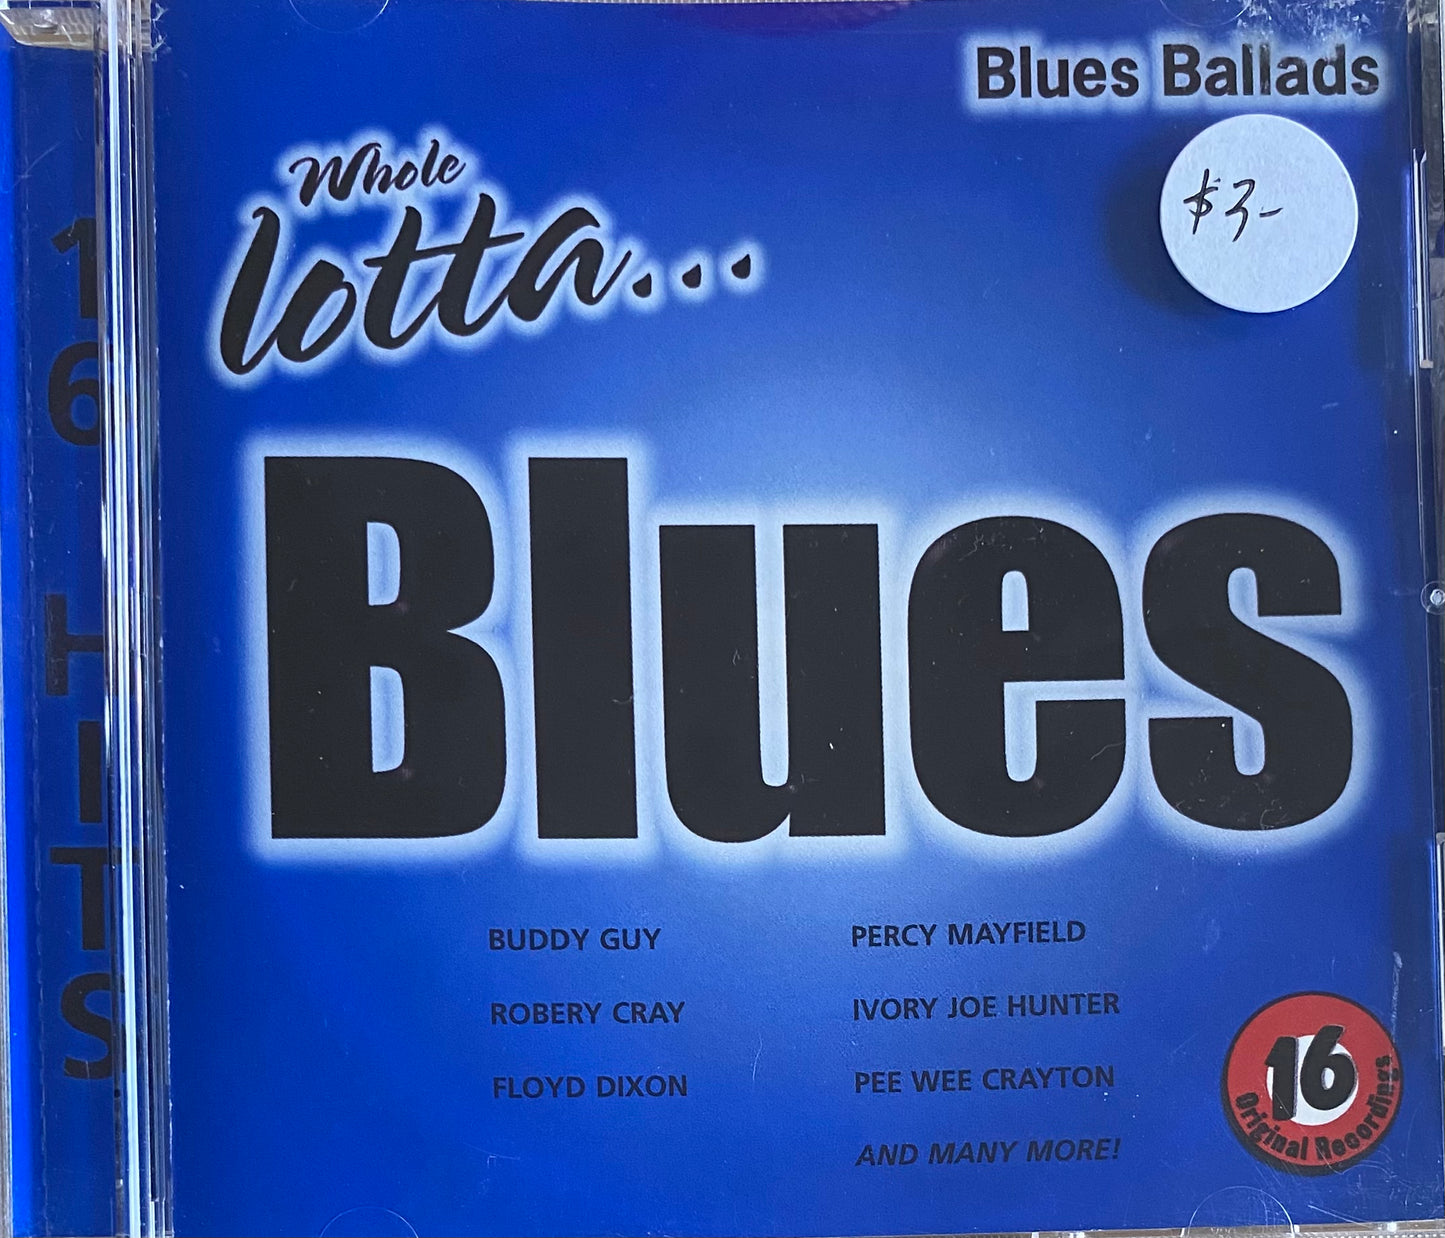 16 HITS
Blues Ballads
$3-
Whole
lotta...
Blues
BUDDY GUY
ROBERY CRAY
FLOYD DIXON
PERCY MAYFIELD
IVORY JOE HUNTER
PEE WEE CRAYTON
AND MANY MORE!
16
Original Recordings